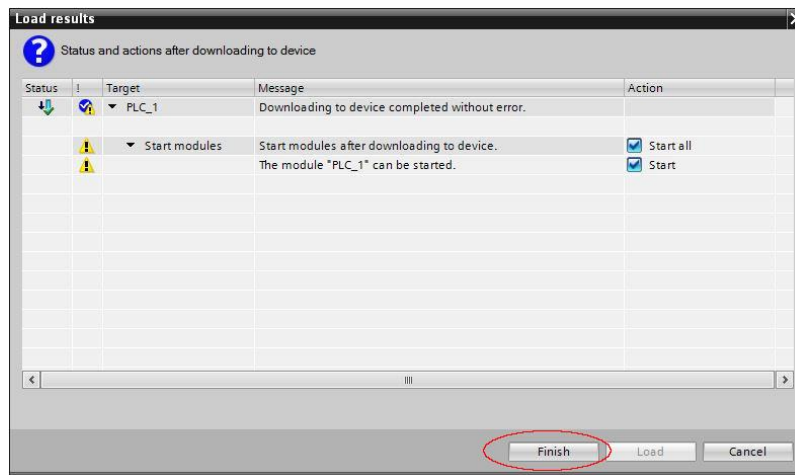 Load results
Status and actions after downloading to device
Status ! Target Message Action
PLC_1 Downloading to device completed without error.
Start modules Start modules after downloading to device. Start all
The module "PLC_1" can be started. Start
Finish Load Cancel